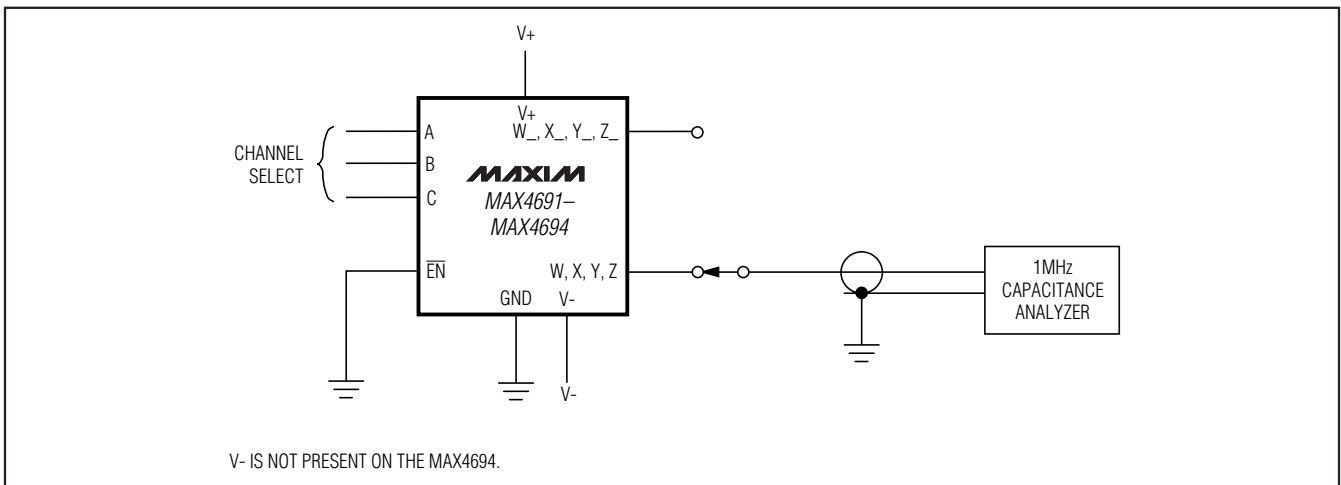 V+
V+
A
W_, X_, Y_, Z_
CHANNEL
SELECT
B
MAXIM
C
MAX4691–
MAX4694
EN
W, X, Y, Z
1MHz
CAPACITANCE
ANALYZER
GND
V-
V-
V- IS NOT PRESENT ON THE MAX4694.